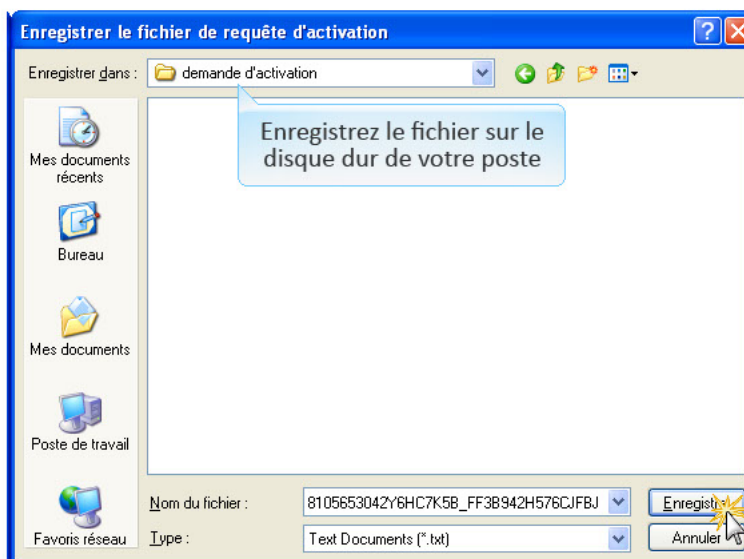 Enregistrer le fichier de requête d'activation
Enregistrer dans :
demande d'activation
Enregistrez le fichier sur le
disque dur de votre poste
Mes documents
récents
Bureau
Mes documents
Poste de travail
Favoris réseau
Nom du fichier :
8105653042Y6HC7K5B_FF3B942H576CJFBJ
Enregistrer
Type :
Text Documents (*.txt)
Annuler